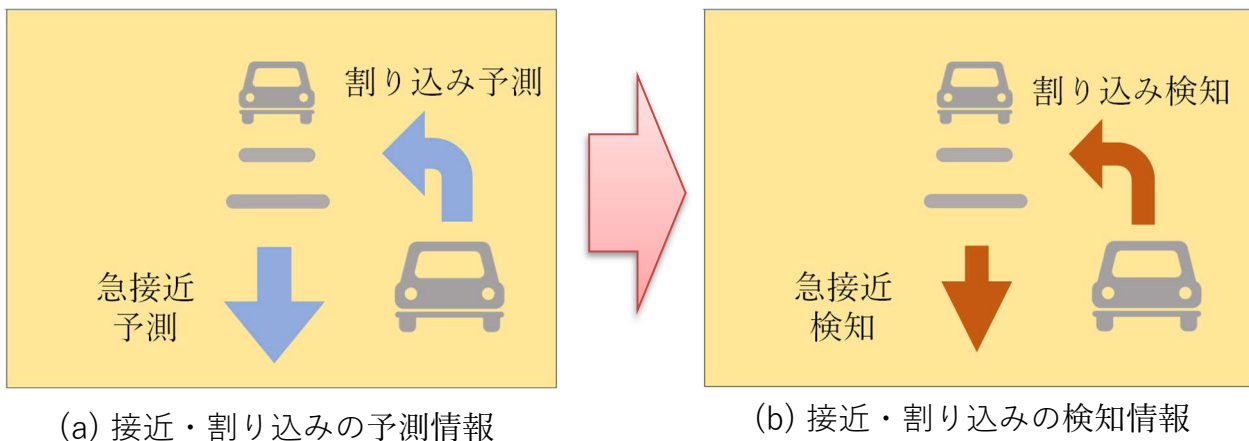 割り込み予測
急接近
予測
(a) 接近・割り込みの予測情報
割り込み検知
急接近
検知
(b) 接近・割り込みの検知情報